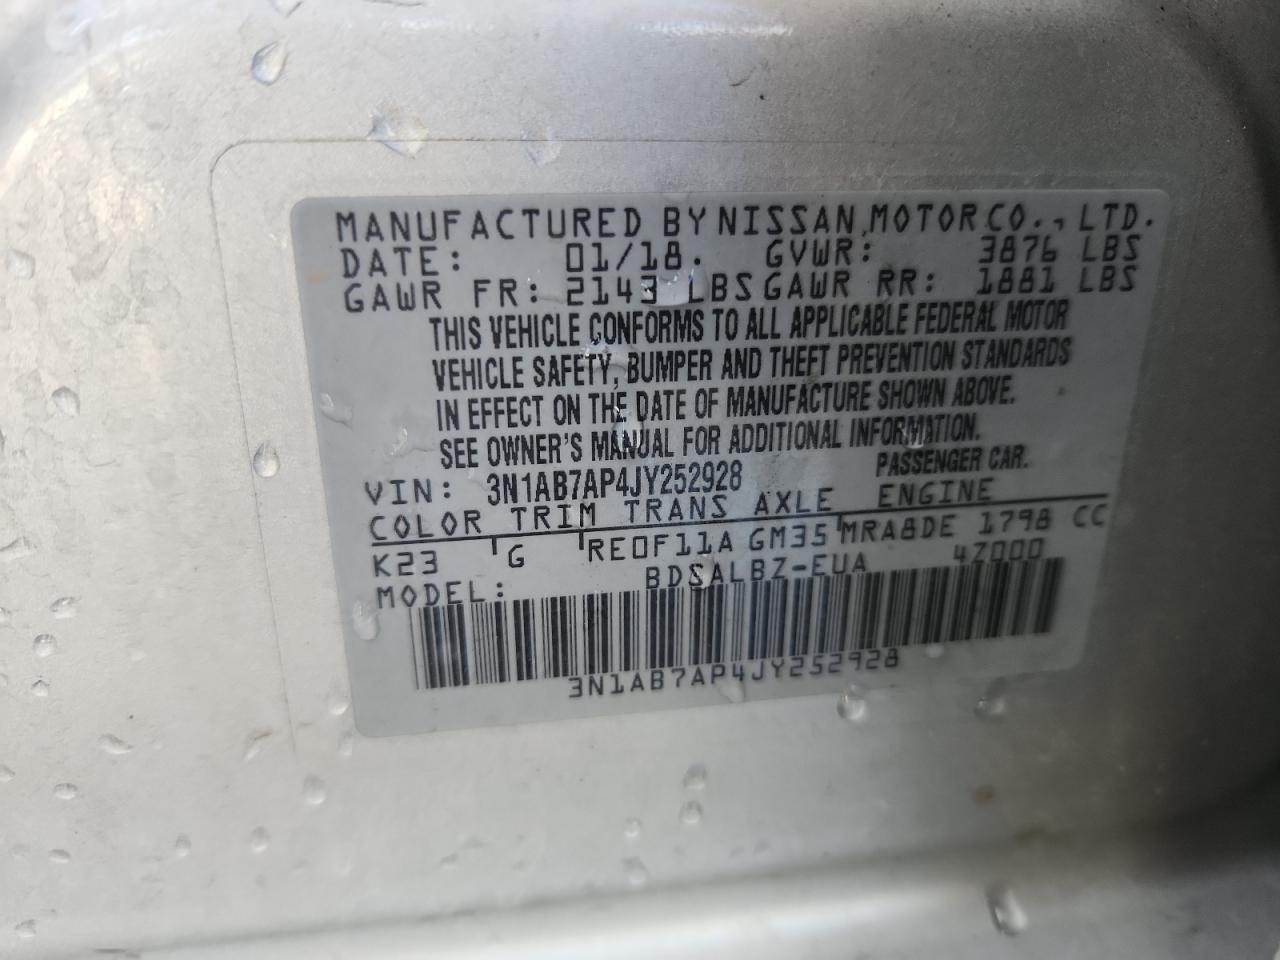 MANUFACTURED BY NISSAN MOTOR CO., LTD.
DATE: 01/18. GVWR: 3876 LBS
GAWR FR: 2143 LBS GAWR RR: 1881 LBS
THIS VEHICLE CONFORMS TO ALL APPLICABLE FEDERAL MOTOR
VEHICLE SAFETY, BUMPER AND THEFT PREVENTION STANDARDS
IN EFFECT ON THE DATE OF MANUFACTURE SHOWN ABOVE.
SEE OWNER'S MANUAL FOR ADDITIONAL INFORMATION.
VIN: 3N1AB7AP4JY252928 PASSENGER CAR.
COLOR TRIM TRANS AXLE ENGINE
K23 G RE0F11A GM35 MRA8DE 1798 CC
MODEL: BDSALBZ-EUA 4Z000
3N1AB7AP4JY252928